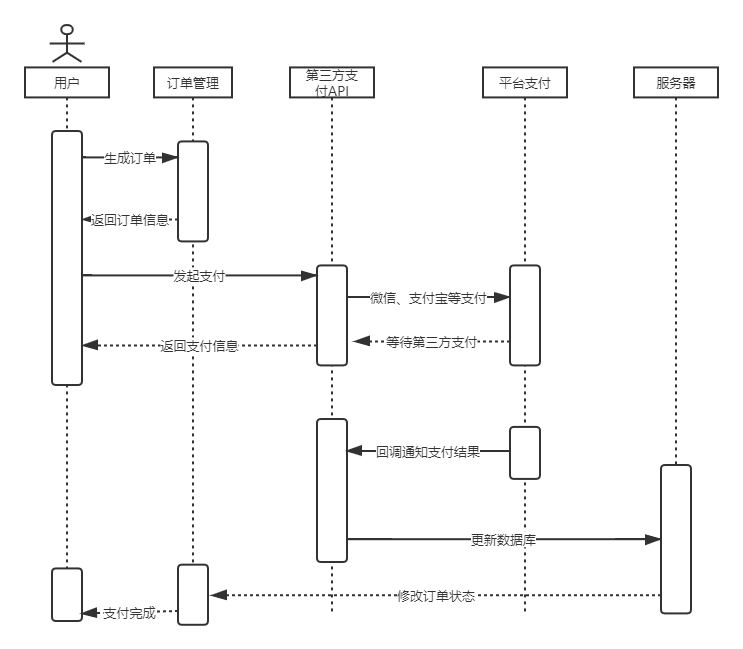 用户
订单管理
第三方支
付API
平台支付
服务器
生成订单
返回订单信息
发起支付
微信、支付宝等支付
等待第三方支付
返回支付信息
回调通知支付结果
更新数据库
修改订单状态
支付完成